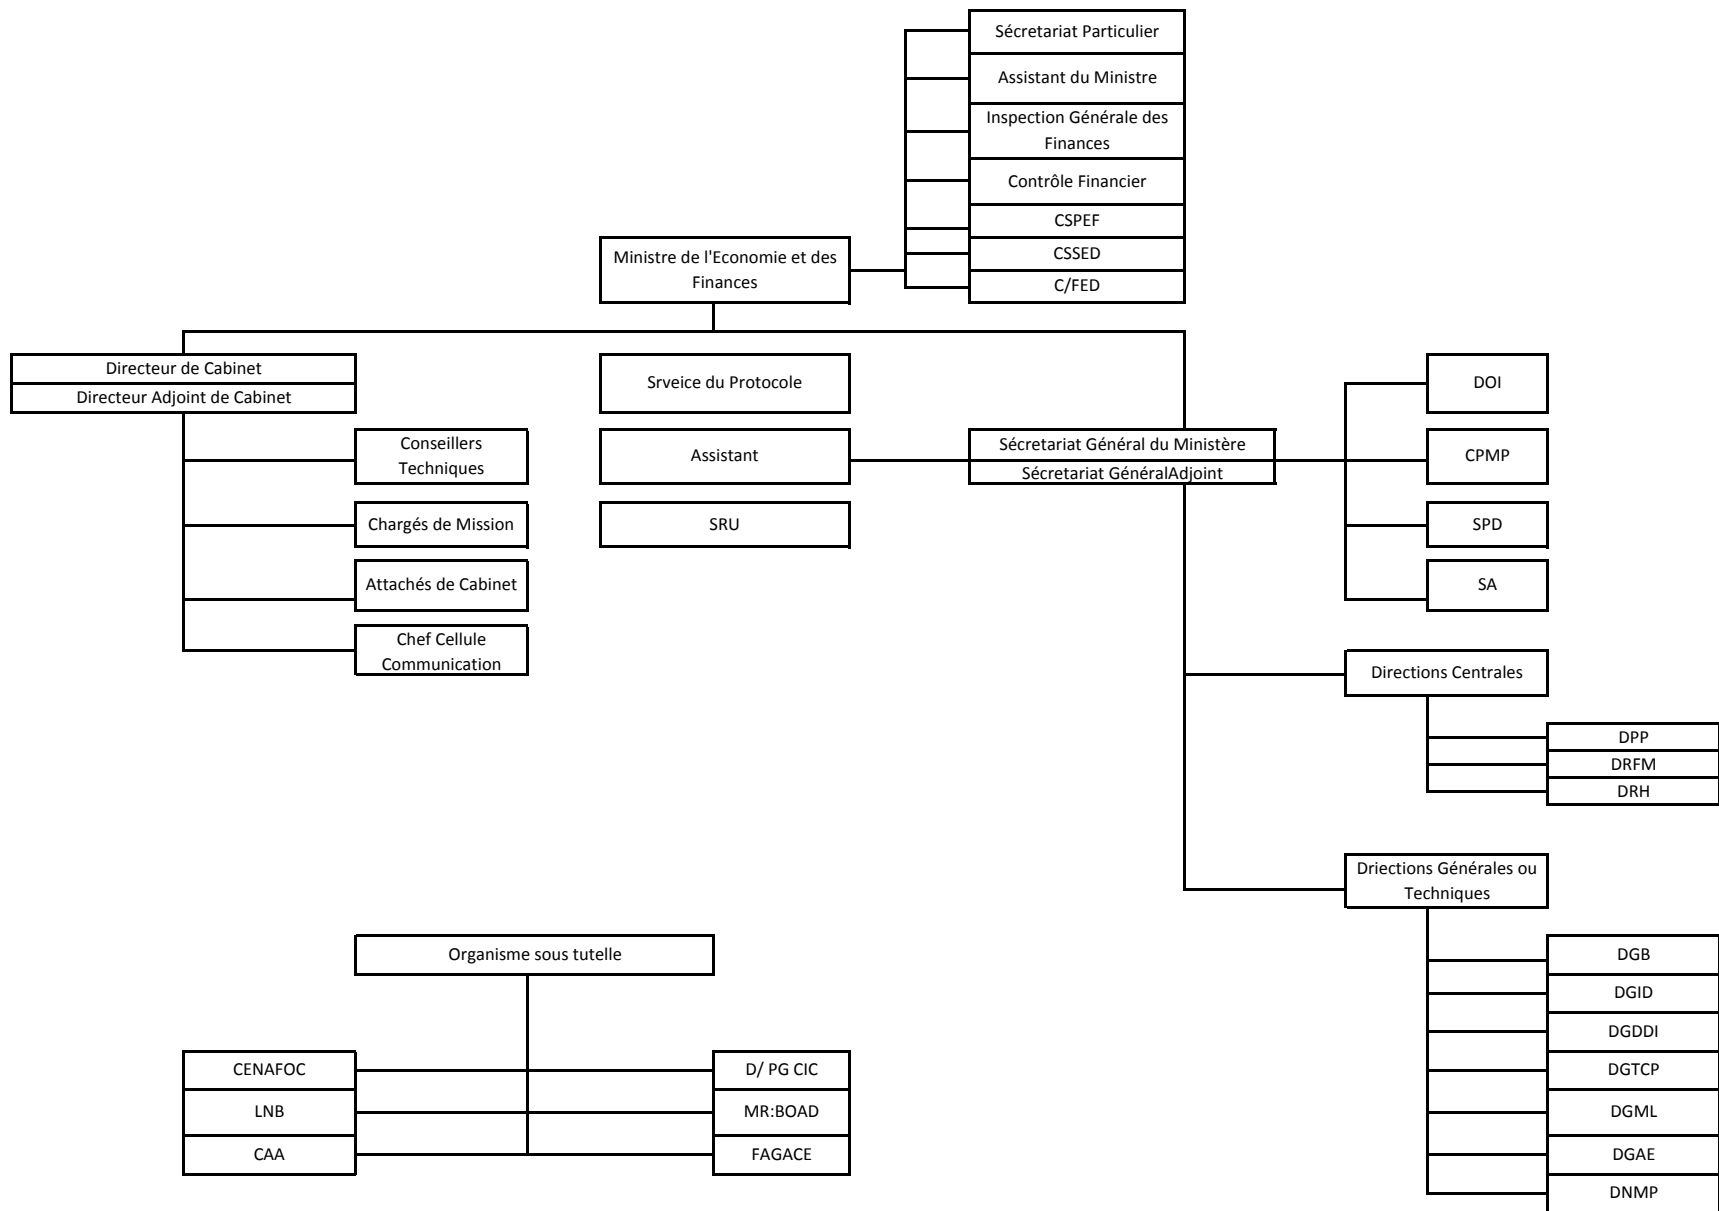 Sécretariat Particulier
Assistant du Ministre
Inspection Générale des
Finances
Contrôle Financier
CSPEF
CSSED
C/FED
Ministre de l'Economie et des
Finances
Directeur de Cabinet
Directeur Adjoint de Cabinet
Conseillers
Techniques
Chargés de Mission
Attachés de Cabinet
Chef Cellule
Communication
Srveice du Protocole
Assistant
SRU
Sécretariat Général du Ministère
Sécretariat GénéralAdjoint
DOI
CPMP
SPD
SA
Directions Centrales
DPP
DRFM
DRH
Driections Générales ou
Techniques
DGB
DGID
DGDDI
DGTCP
DGML
DGAE
DNMP
Organisme sous tutelle
CENAFOC
LNB
CAA
D/ PG CIC
MR:BOAD
FAGACE